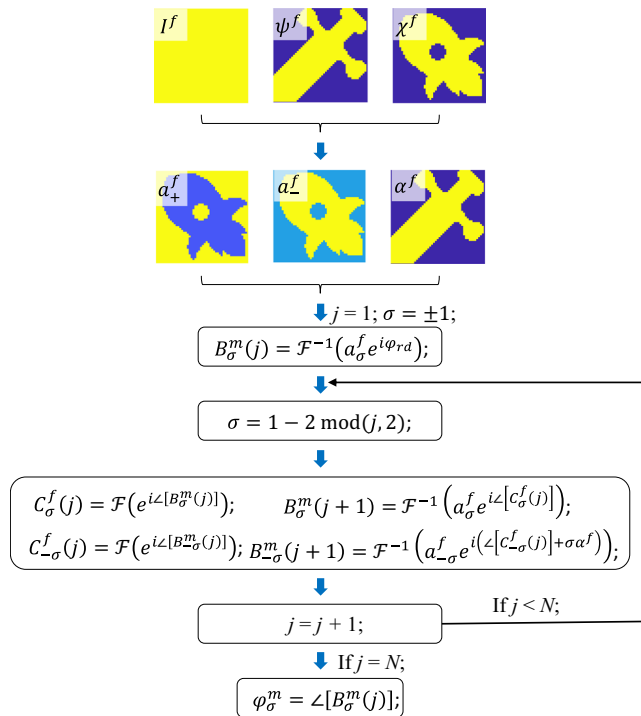 I^f ψ^f χ^f
a_+^f a_-^f α^f
j = 1; σ = ±1;
B_σ^m(j) = ℱ^{-1}(a_σ^f e^{iφ_{rd}});
σ = 1 − 2 mod(j, 2);
C_σ^f(j) = ℱ(e^{i∠[B_σ^m(j)]}); B_σ^m(j + 1) = ℱ^{-1}(a_σ^f e^{i∠[C_σ^f(j)]});
C_{-σ}^f(j) = ℱ(e^{i∠[B_{-σ}^m(j)]}); B_{-σ}^m(j + 1) = ℱ^{-1}(a_{-σ}^f e^{i(∠[C_{-σ}^f(j)]+σα^f)});
If j < N;
j = j + 1;
If j = N;
φ_σ^m = ∠[B_σ^m(j)];